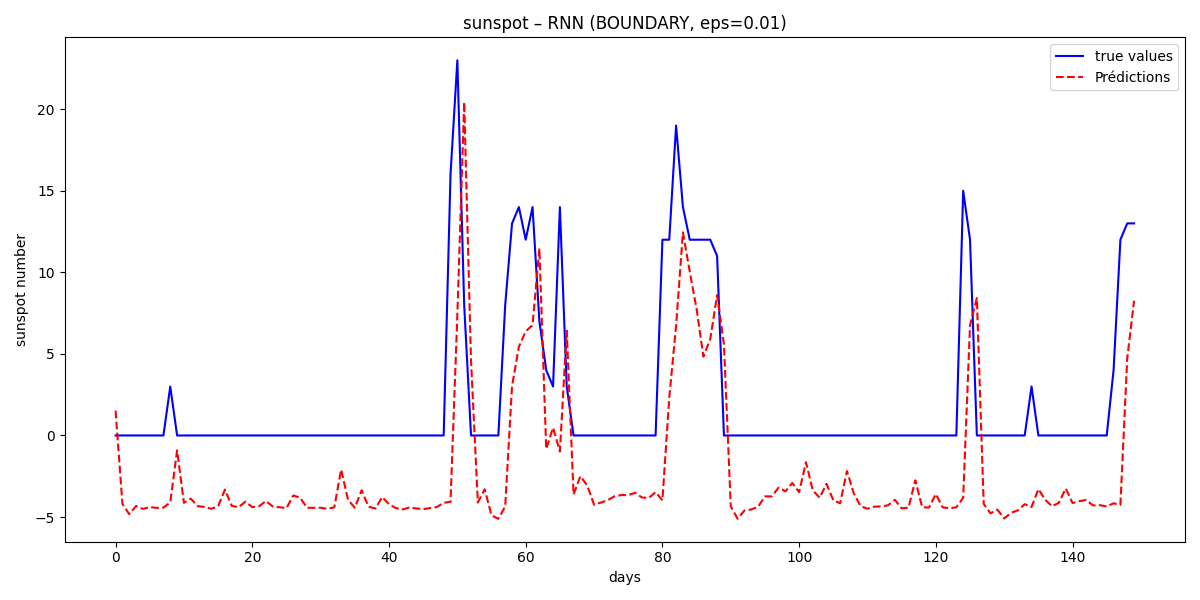 sunspot – RNN (BOUNDARY, eps=0.01)
true values
Prédictions
sunspot number
20
15
10
5
0
−5
0 20 40 60 80 100 120 140
days